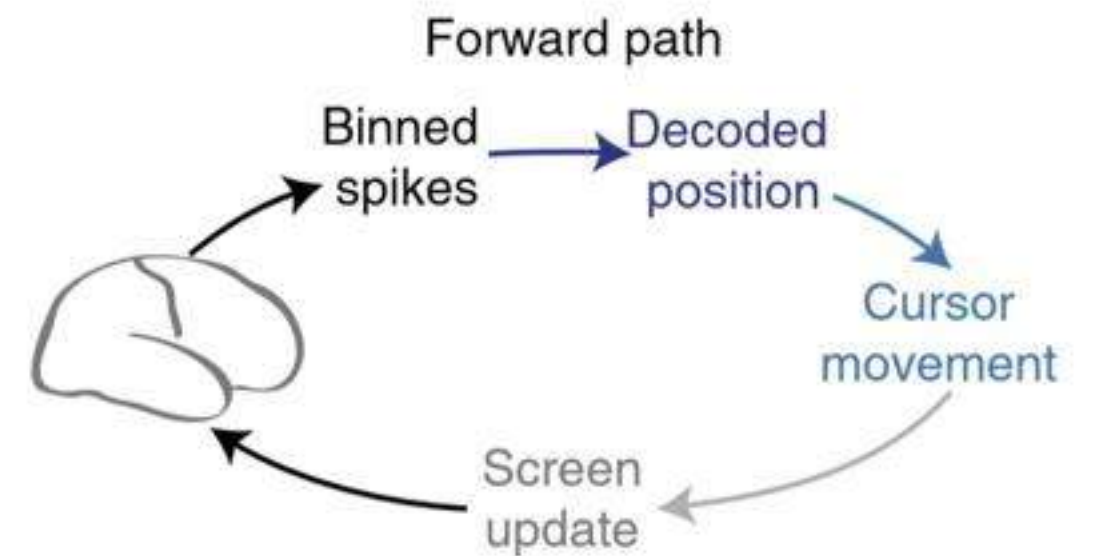 Forward path
Binned
spikes
Decoded
position
Cursor
movement
Screen
update